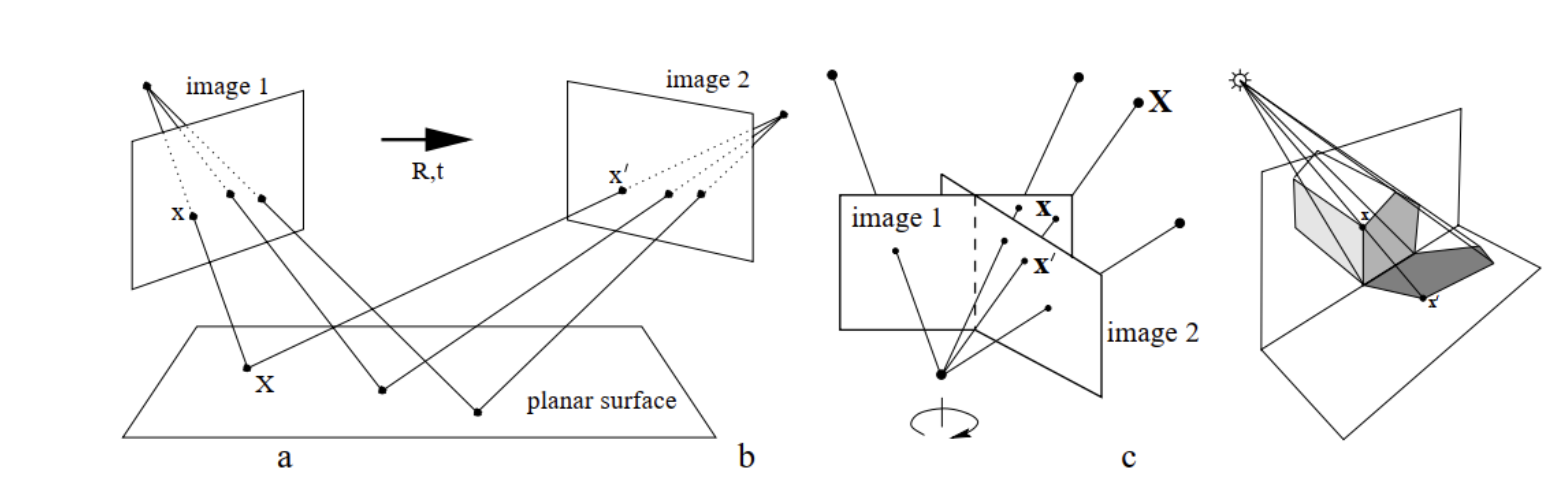 image 1
image 2
R,t
x
x′
X
planar surface
a
b
X
image 1
x
x′
image 2
c
x
x′